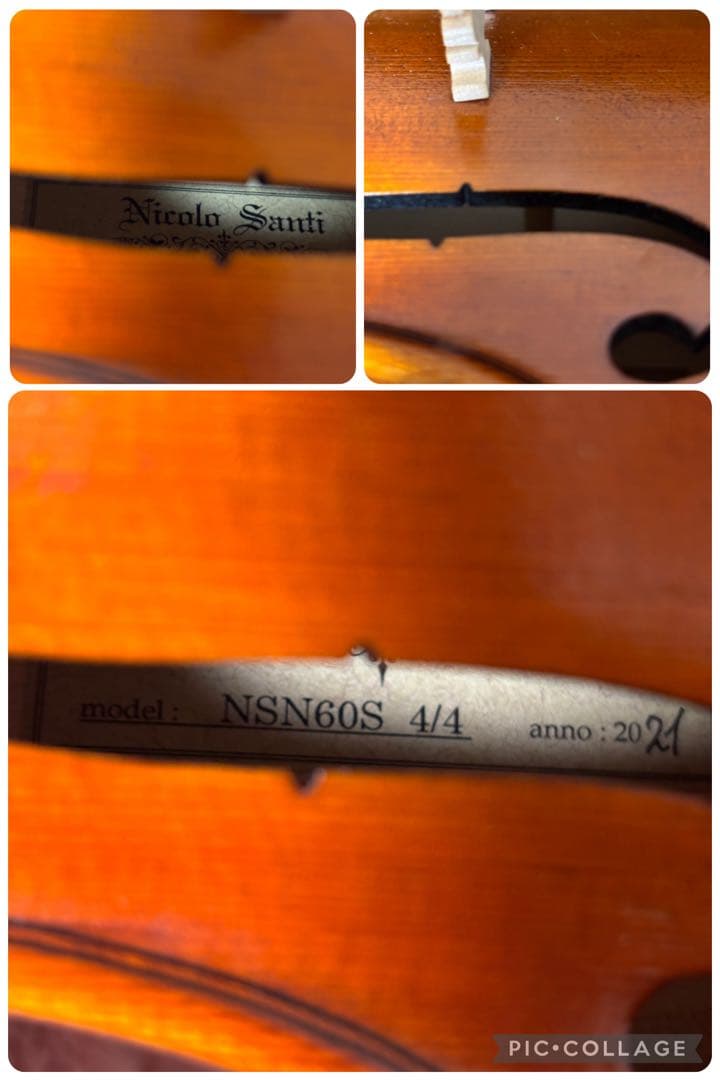 Nicolo Santi
model : NSN60S 4/4 anno : 2021
PIC•COLLAGE